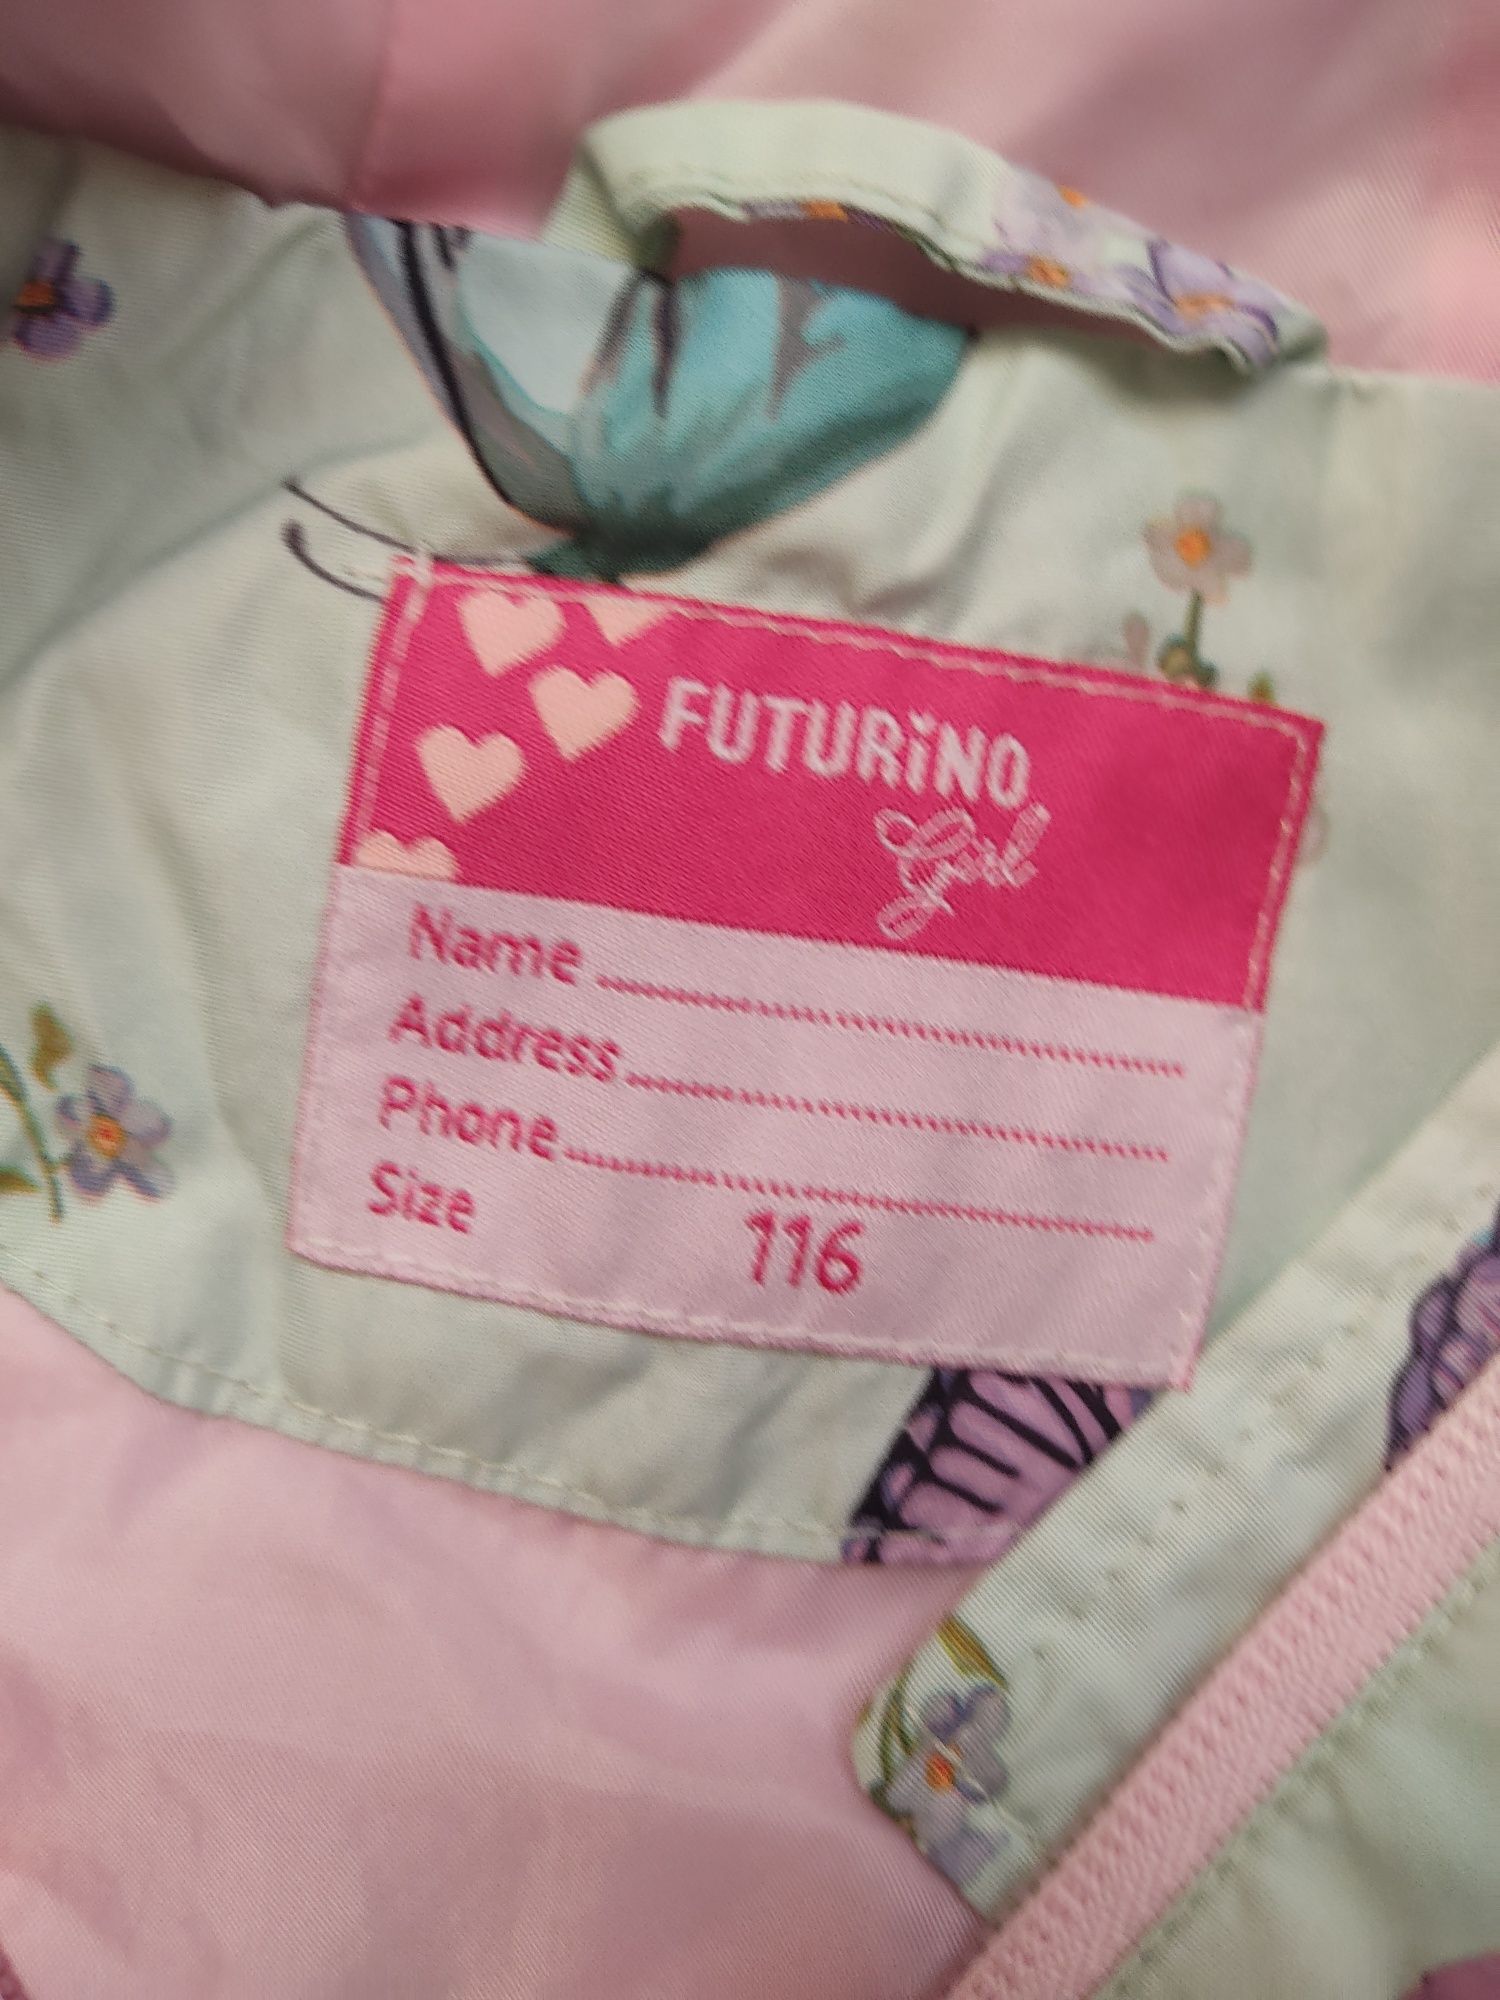 FUTURiNO
Girl
Name ........................................
Address ........................................
Phone ........................................
Size 116